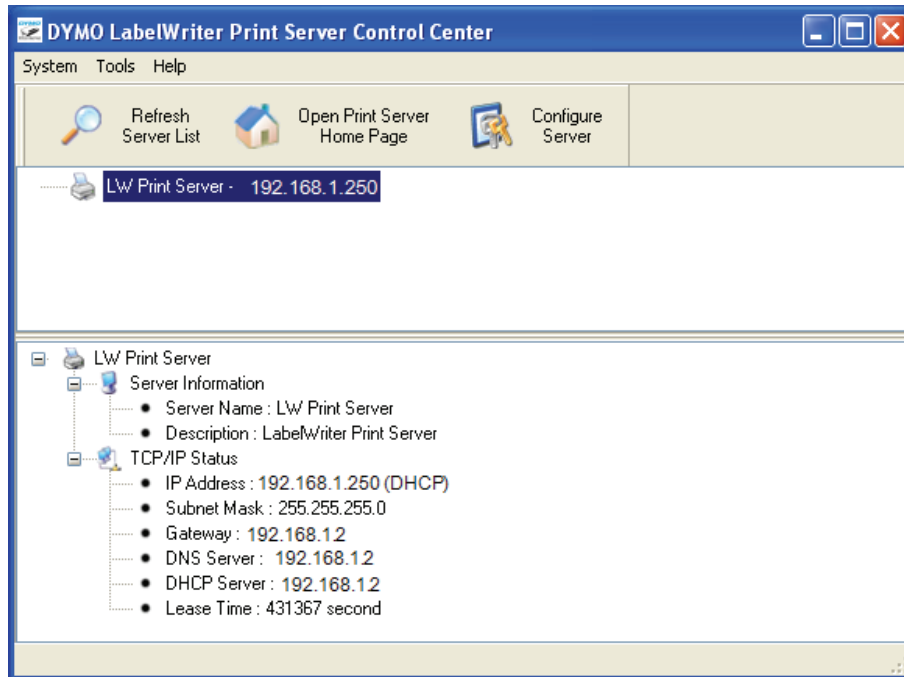 DYMO LabelWriter Print Server Control Center
System Tools Help
Refresh Server List
Open Print Server Home Page
Configure Server
LW Print Server - 192.168.1.250
LW Print Server
Server Information
Server Name : LW Print Server
Description : LabelWriter Print Server
TCP/IP Status
IP Address : 192.168.1.250 (DHCP)
Subnet Mask : 255.255.255.0
Gateway : 192.168.1.2
DNS Server : 192.168.1.2
DHCP Server : 192.168.1.2
Lease Time : 431367 second